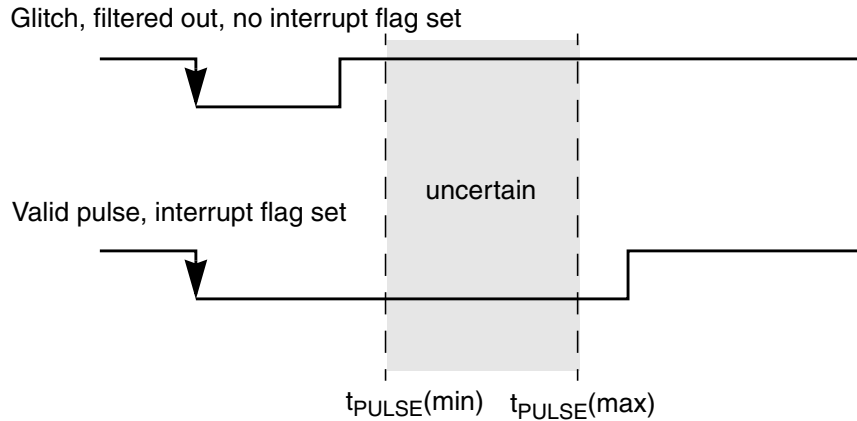 Glitch, filtered out, no interrupt flag set
uncertain
Valid pulse, interrupt flag set
tPULSE(min) tPULSE(max)